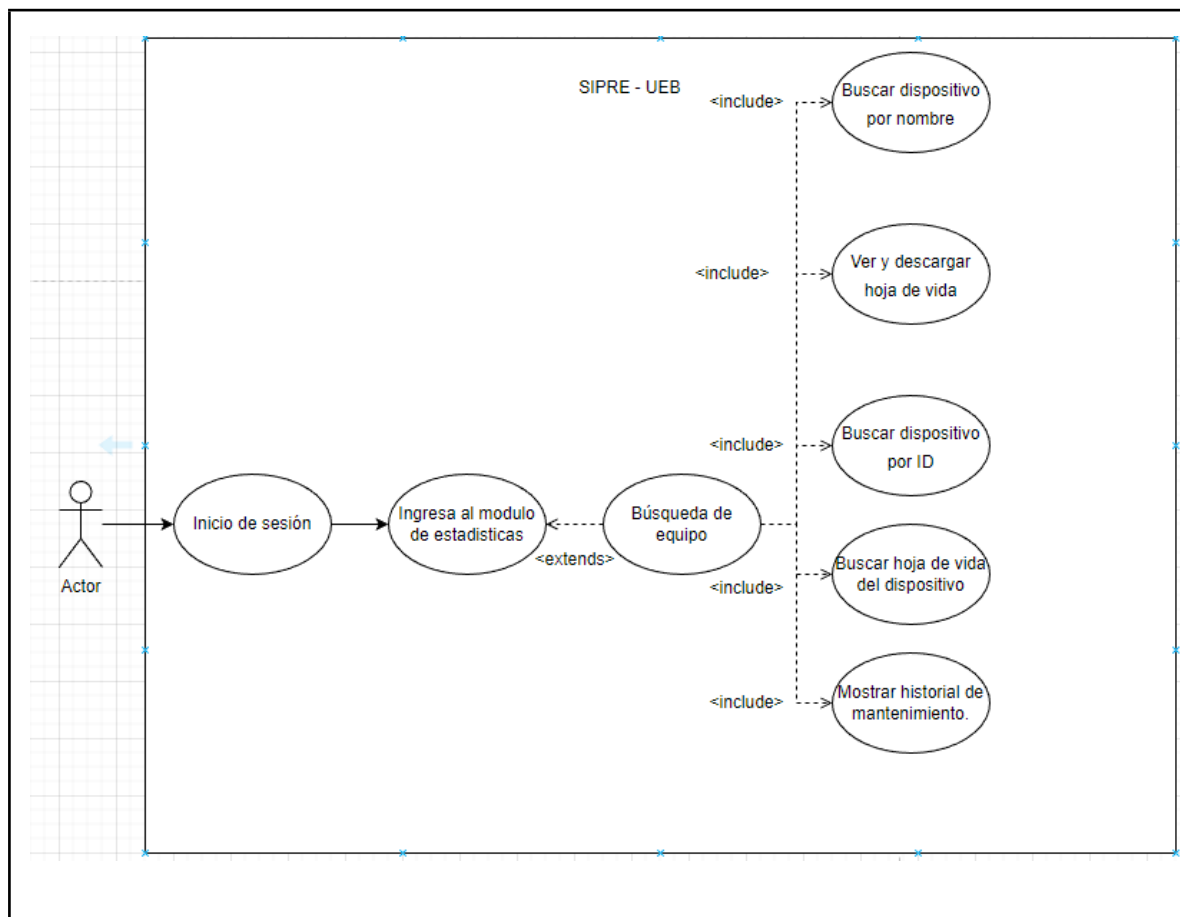 SIPRE - UEB
<include>
Buscar dispositivo
por nombre
<include>
Ver y descargar
hoja de vida
<include>
Buscar dispositivo
por ID
Actor
Inicio de sesión
Ingresa al modulo
de estadisticas
<extends>
Búsqueda de
equipo
<include>
Buscar hoja de vida
del dispositivo
<include>
Mostrar historial de
mantenimiento.